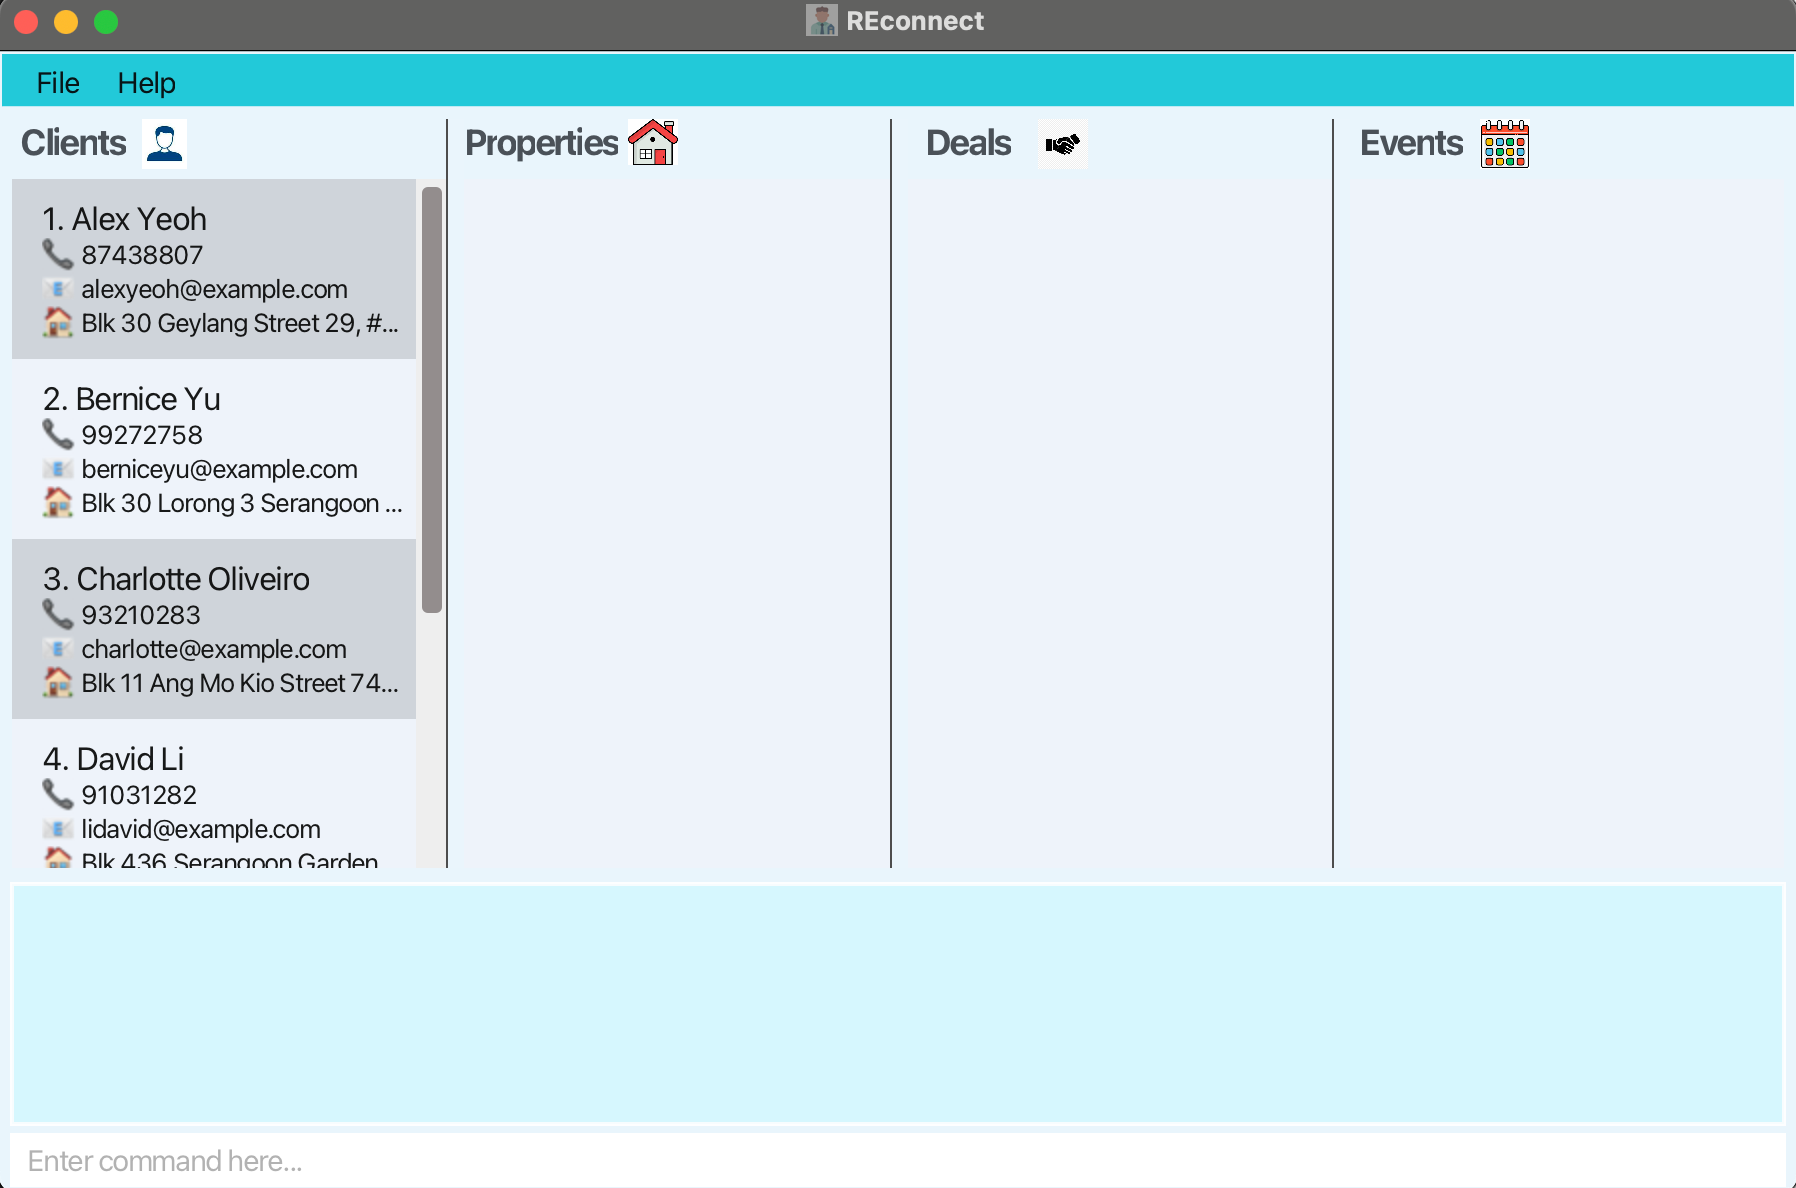 REconnect
File Help
Clients
Properties
Deals
Events
1. Alex Yeoh
87438807
alexyeoh@example.com
Blk 30 Geylang Street 29, #...
2. Bernice Yu
99272758
berniceyu@example.com
Blk 30 Lorong 3 Serangoon ...
3. Charlotte Oliveiro
93210283
charlotte@example.com
Blk 11 Ang Mo Kio Street 74...
4. David Li
91031282
lidavid@example.com
Blk 436 Serangoon Garden
Enter command here...